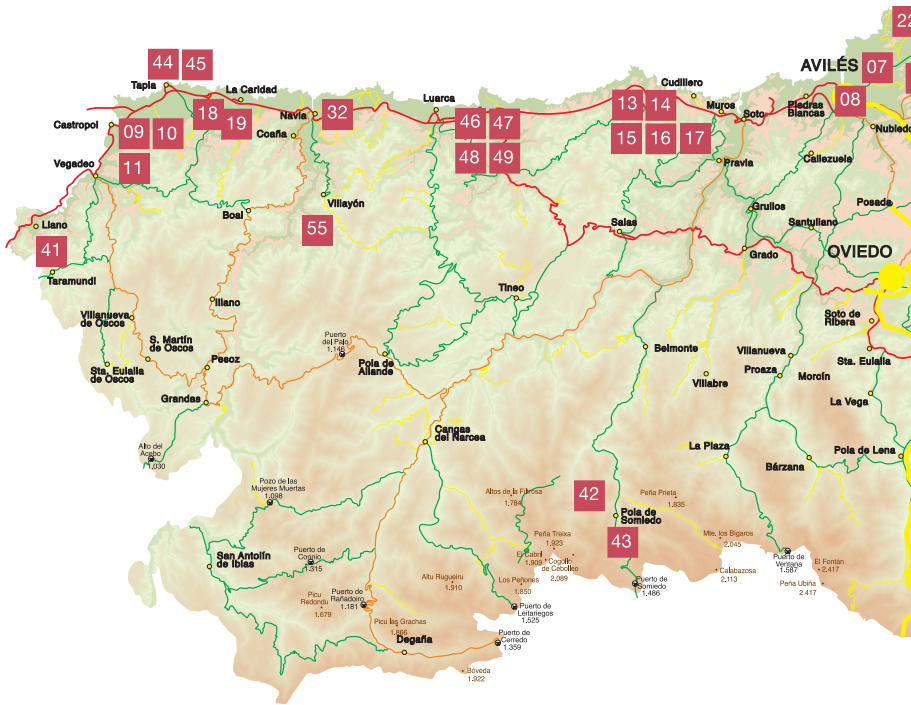 22
AVILÉS
07
44
45
Tapia
La Caridad
Cudillero
Luarca
13
14
Muros
Soto
Piedras
Blancas
08
18
19
Navia
32
Castropol
09
10
Coaña
46
47
Nubledo
15
16
17
Vegadeo
11
48
49
Pravia
Callezuela
Villayón
Boal
Grullos
Posada
Llano
55
Salas
Santullano
41
Grado
OVIEDO
Taramundi
Tineo
Illano
Villanueva
de Oscos
Soto de
Ribera
Puerto
del Palo
1.146
S. Martín
de Oscos
Pesoz
Pola de
Allande
Belmonte
Villanueva
Sta. Eulalia
Sta. Eulalia
de Oscos
Proaza
Morcín
Villabre
Grandas
La Vega
Cangas
del Narcea
Alto del
Acebo
1.030
La Plaza
Bárzana
Pola de Lena
Pozo de las
Mujeres Muertas
1.098
Altos de la Filtrosa
1.784
42
Peña Prieta
1.835
Pola de
Somiedo
Peña Treixa
1.923
43
Mte. los Bígaros
2.045
San Antolín
de Ibias
Puerto de
Connio
1.315
El Cabril
1.909
Cogollo
de Cebolleo
2.089
Puerto de
Ventana
1.587
El Fontán
2.417
Altu Rugueiru
1.910
Los Peñones
1.850
Calabazosa
2.113
Peña Ubiña
2.417
Puerto de
Somiedo
1.486
Picu
Redondu
1.679
Puerto de
Rañadoiro
1.181
Puerto de
Leitariegos
1.525
Picu las Grachas
1.866
Degaña
Puerto de
Cerredo
1.359
Bóveda
1.922